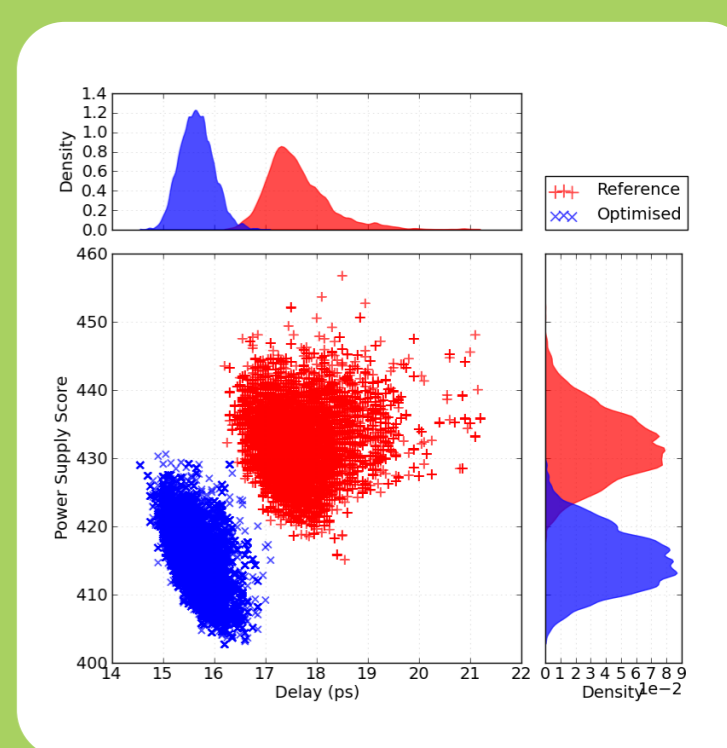 1.4
1.2
1.0
0.8
0.6
0.4
0.2
0.0
Density
Reference
Optimised
460
450
440
430
420
410
400
Power Supply Score
14 15 16 17 18 19 20 21 22
Delay (ps)
0 1 2 3 4 5 6 7 8 9
Density
1e−2